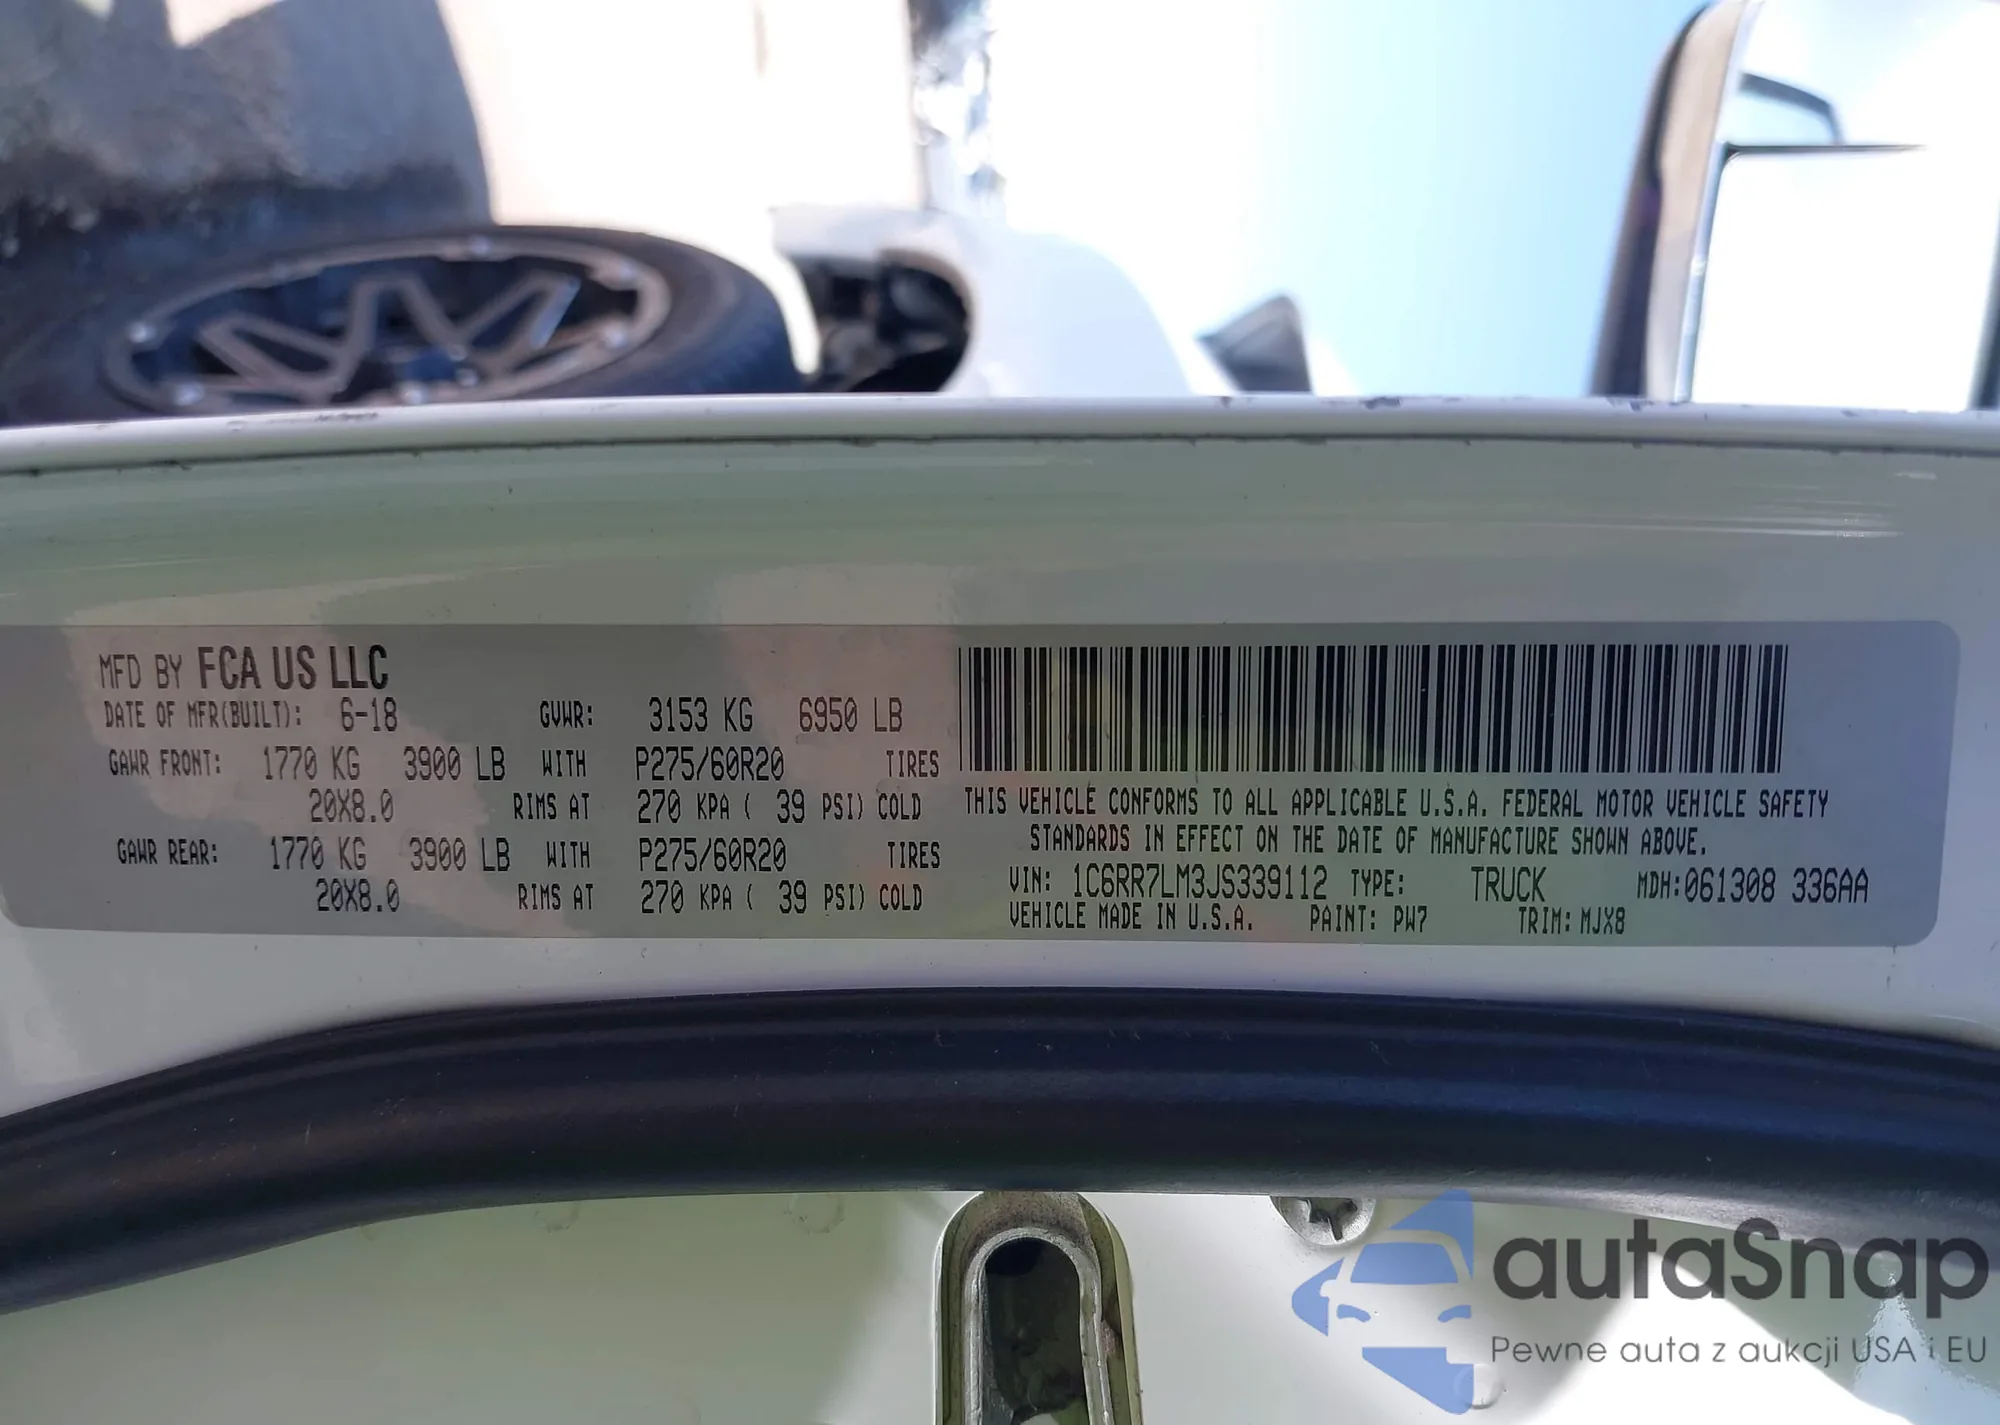 MFD BY FCA US LLC
DATE OF MFR(BUILT): 6-18 GVWR: 3153 KG 6950 LB
GAWR FRONT: 1770 KG 3900 LB WITH P275/60R20 TIRES
20X8.0 RIMS AT 270 KPA ( 39 PSI) COLD
GAWR REAR: 1770 KG 3900 LB WITH P275/60R20 TIRES
20X8.0 RIMS AT 270 KPA ( 39 PSI) COLD
THIS VEHICLE CONFORMS TO ALL APPLICABLE U.S.A. FEDERAL MOTOR VEHICLE SAFETY
STANDARDS IN EFFECT ON THE DATE OF MANUFACTURE SHOWN ABOVE.
VIN: 1C6RR7LM3JS339112 TYPE: TRUCK MDH:061308 336AA
VEHICLE MADE IN U.S.A. PAINT: PW7 TRIM: MJX8
autaSnap
Pewne auta z aukcji USA i EU